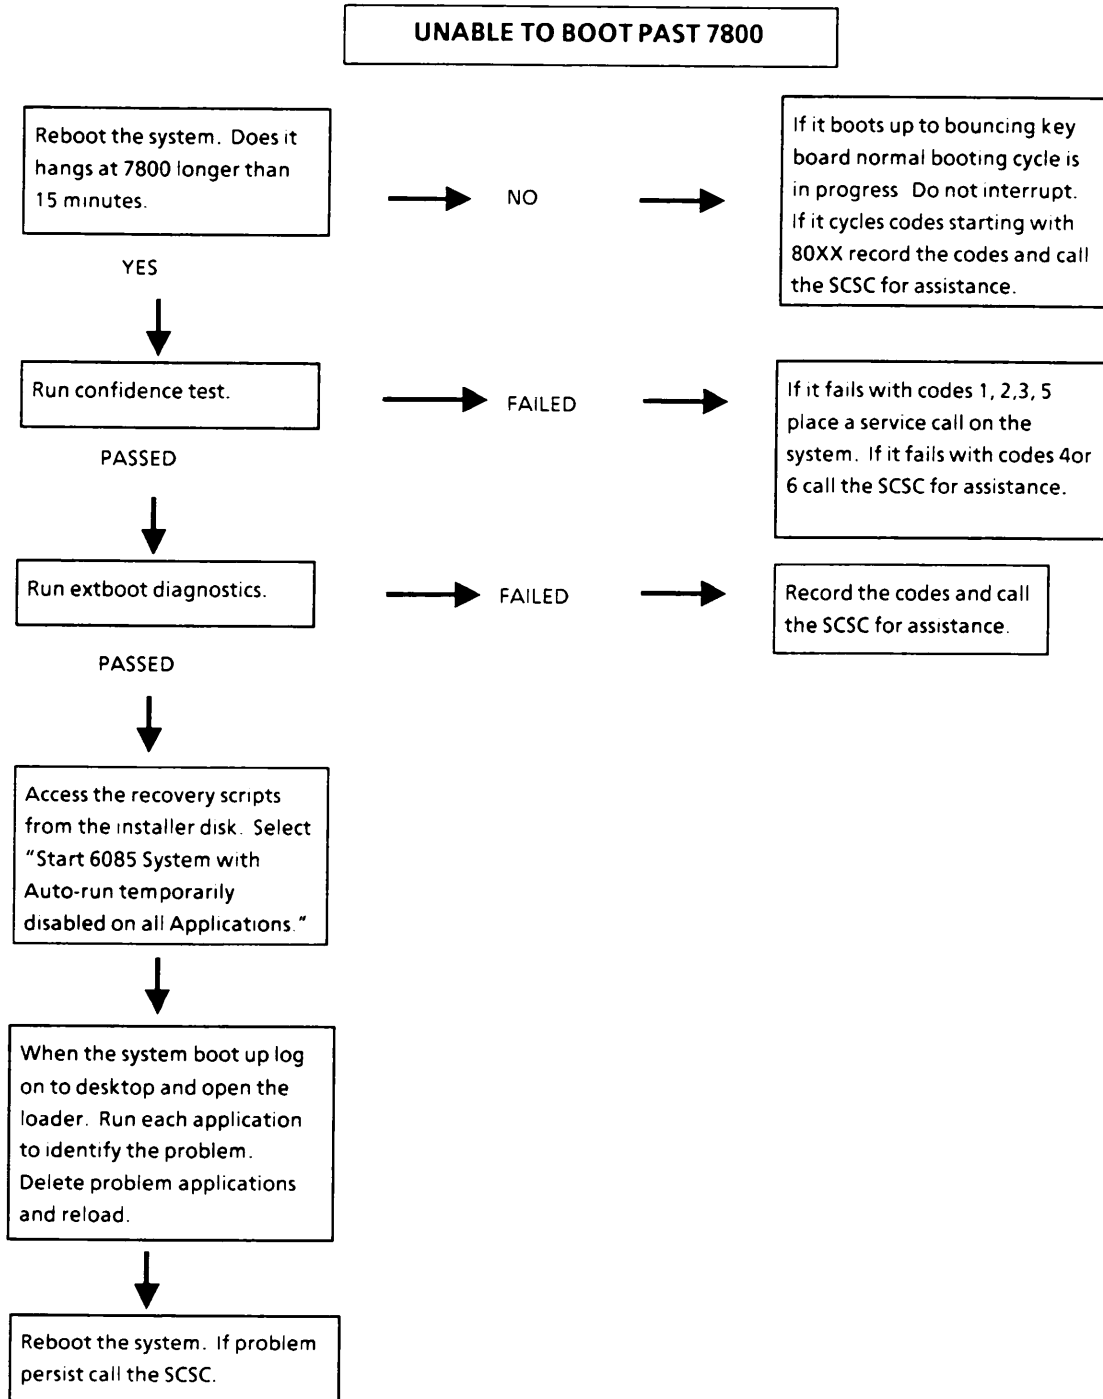 UNABLE TO BOOT PAST 7800
Reboot the system. Does it
hangs at 7800 longer than
15 minutes.
NO
If it boots up to bouncing key
board normal booting cycle is
in progress Do not interrupt.
If it cycles codes starting with
80XX record the codes and call
the SCSC for assistance.
YES
Run confidence test.
FAILED
If it fails with codes 1, 2,3, 5
place a service call on the
system. If it fails with codes 4or
6 call the SCSC for assistance.
PASSED
Run extboot diagnostics.
FAILED
Record the codes and call
the SCSC for assistance.
PASSED
Access the recovery scripts
from the installer disk. Select
"Start 6085 System with
Auto-run temporarily
disabled on all Applications."
When the system boot up log
on to desktop and open the
loader. Run each application
to identify the problem.
Delete problem applications
and reload.
Reboot the system. If problem
persist call the SCSC.